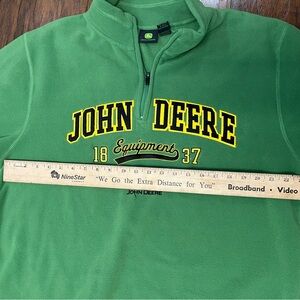 JOHN DEERE
Equipment
18 37
NineStar
"We Go the Extra Distance for You"
Broadband • Video
JOHN DEERE